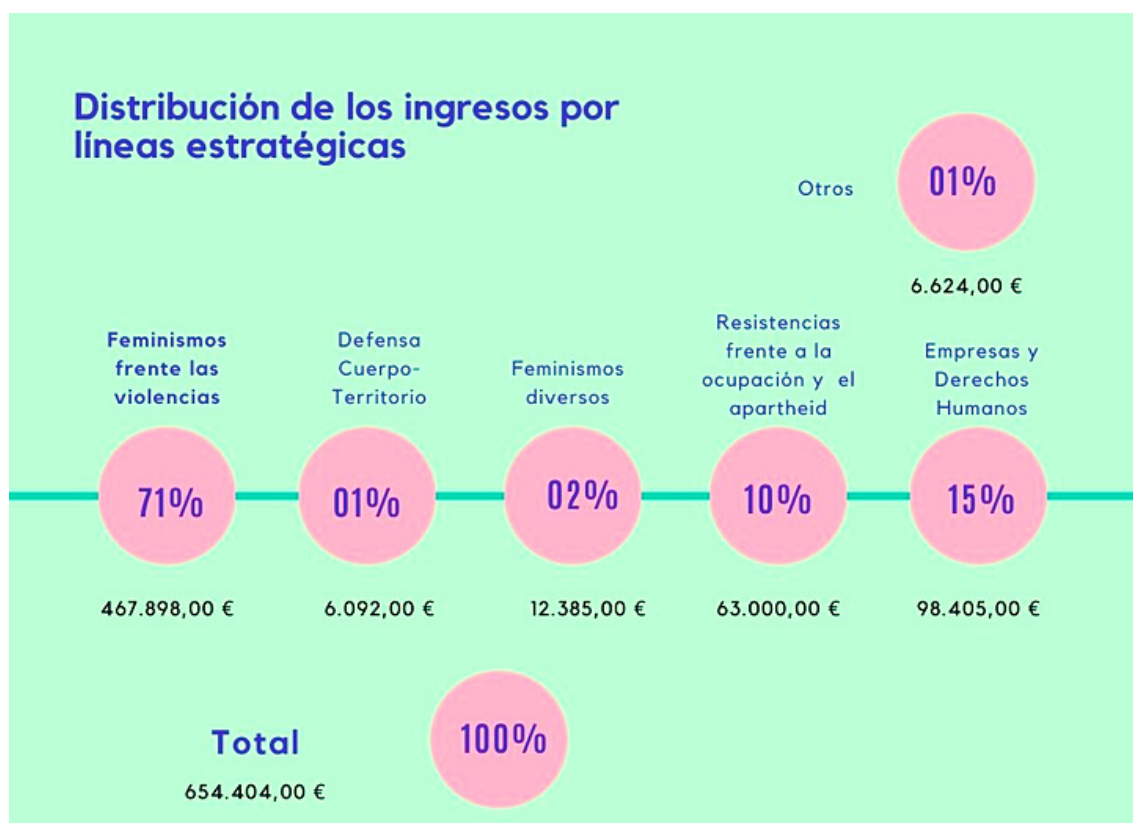 Distribución de los ingresos por
líneas estratégicas
Otros
01%
6.624,00 €
Feminismos
frente las
violencias
71%
467.898,00 €
Defensa
Cuerpo-
Territorio
01%
6.092,00 €
Feminismos
diversos
02%
12.385,00 €
Resistencias
frente a la
ocupación y el
apartheid
10%
63.000,00 €
Empresas y
Derechos
Humanos
15%
98.405,00 €
Total
654.404,00 €
100%